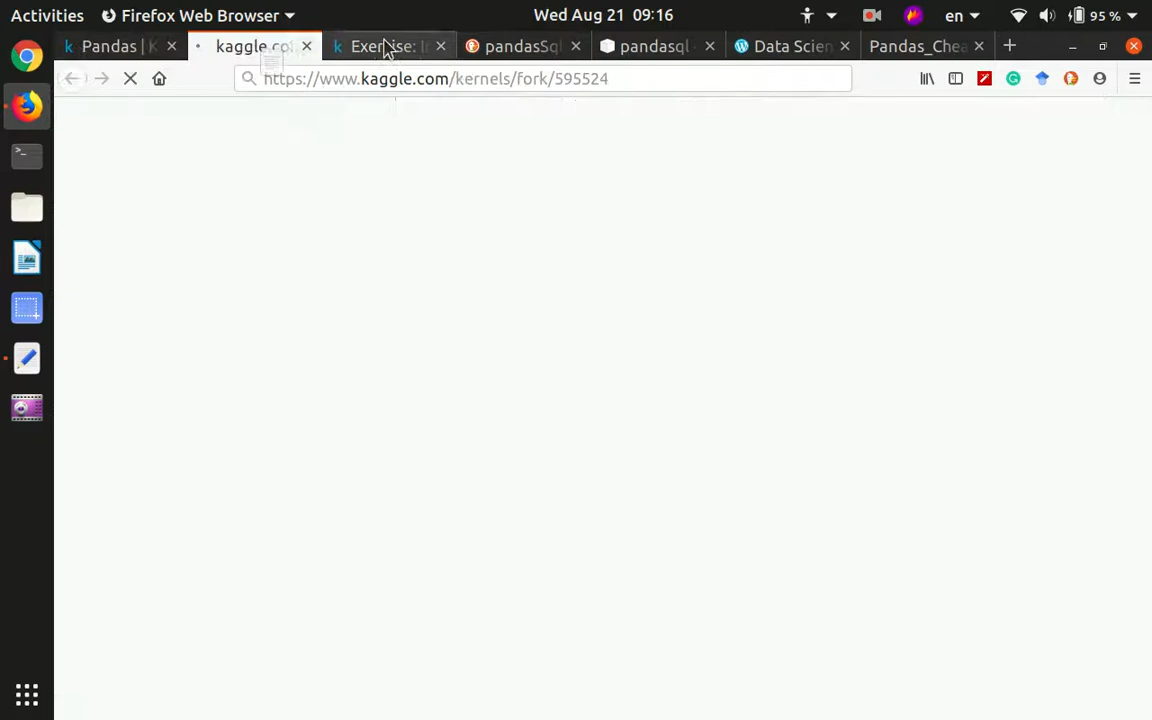 Activities Firefox Web Browser Wed Aug 21 09:16 en 95 %
Pandas | K kaggle.co Exercise: I pandasSql pandasql - Data Scien Pandas_Chea
https://www.kaggle.com/kernels/fork/595524